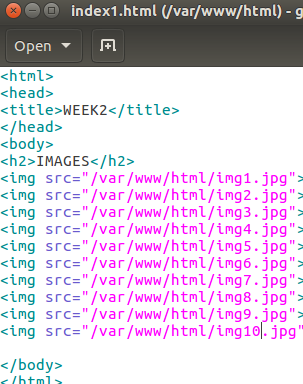 index1.html (/var/www/html) - g
Open
<html>
<head>
<title>WEEK2</title>
</head>
<body>
<h2>IMAGES</h2>
<img src="/var/www/html/img1.jpg">
<img src="/var/www/html/img2.jpg">
<img src="/var/www/html/img3.jpg">
<img src="/var/www/html/img4.jpg">
<img src="/var/www/html/img5.jpg">
<img src="/var/www/html/img6.jpg">
<img src="/var/www/html/img7.jpg">
<img src="/var/www/html/img8.jpg">
<img src="/var/www/html/img9.jpg">
<img src="/var/www/html/img10.jpg"
</body>
</html>